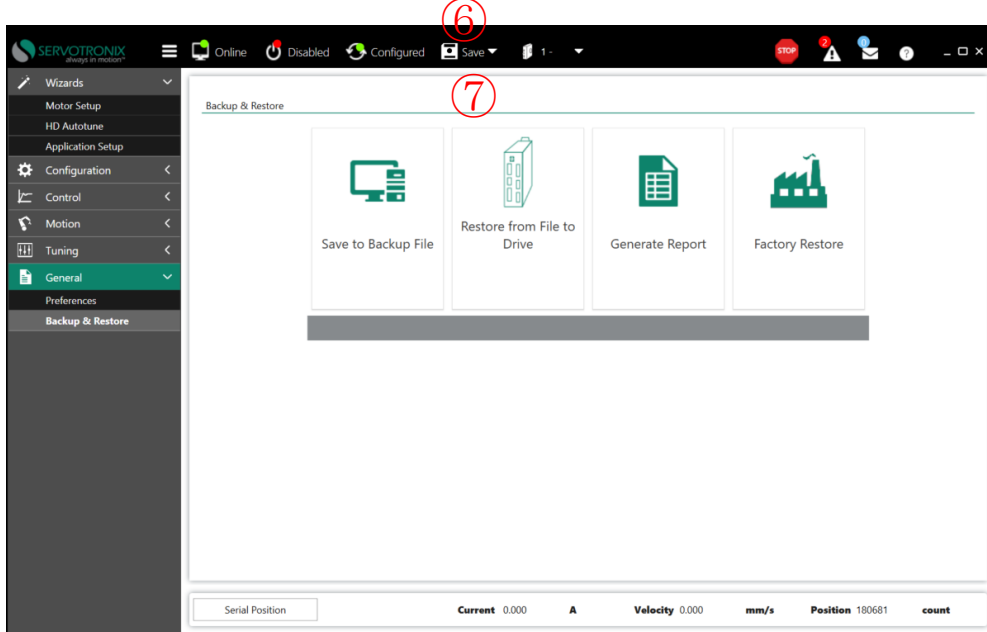 ⑥
SERVOTRONIX
always in motion™
Online
Disabled
Configured
Save
1 -
STOP
2
0
?
Wizards
Motor Setup
HD Autotune
Application Setup
Configuration
Control
Motion
Tuning
General
Preferences
Backup & Restore
⑦
Backup & Restore
Save to Backup File
Restore from File to
Drive
Generate Report
Factory Restore
Serial Position
Current 0.000 A
Velocity 0.000 mm/s
Position 180681 count